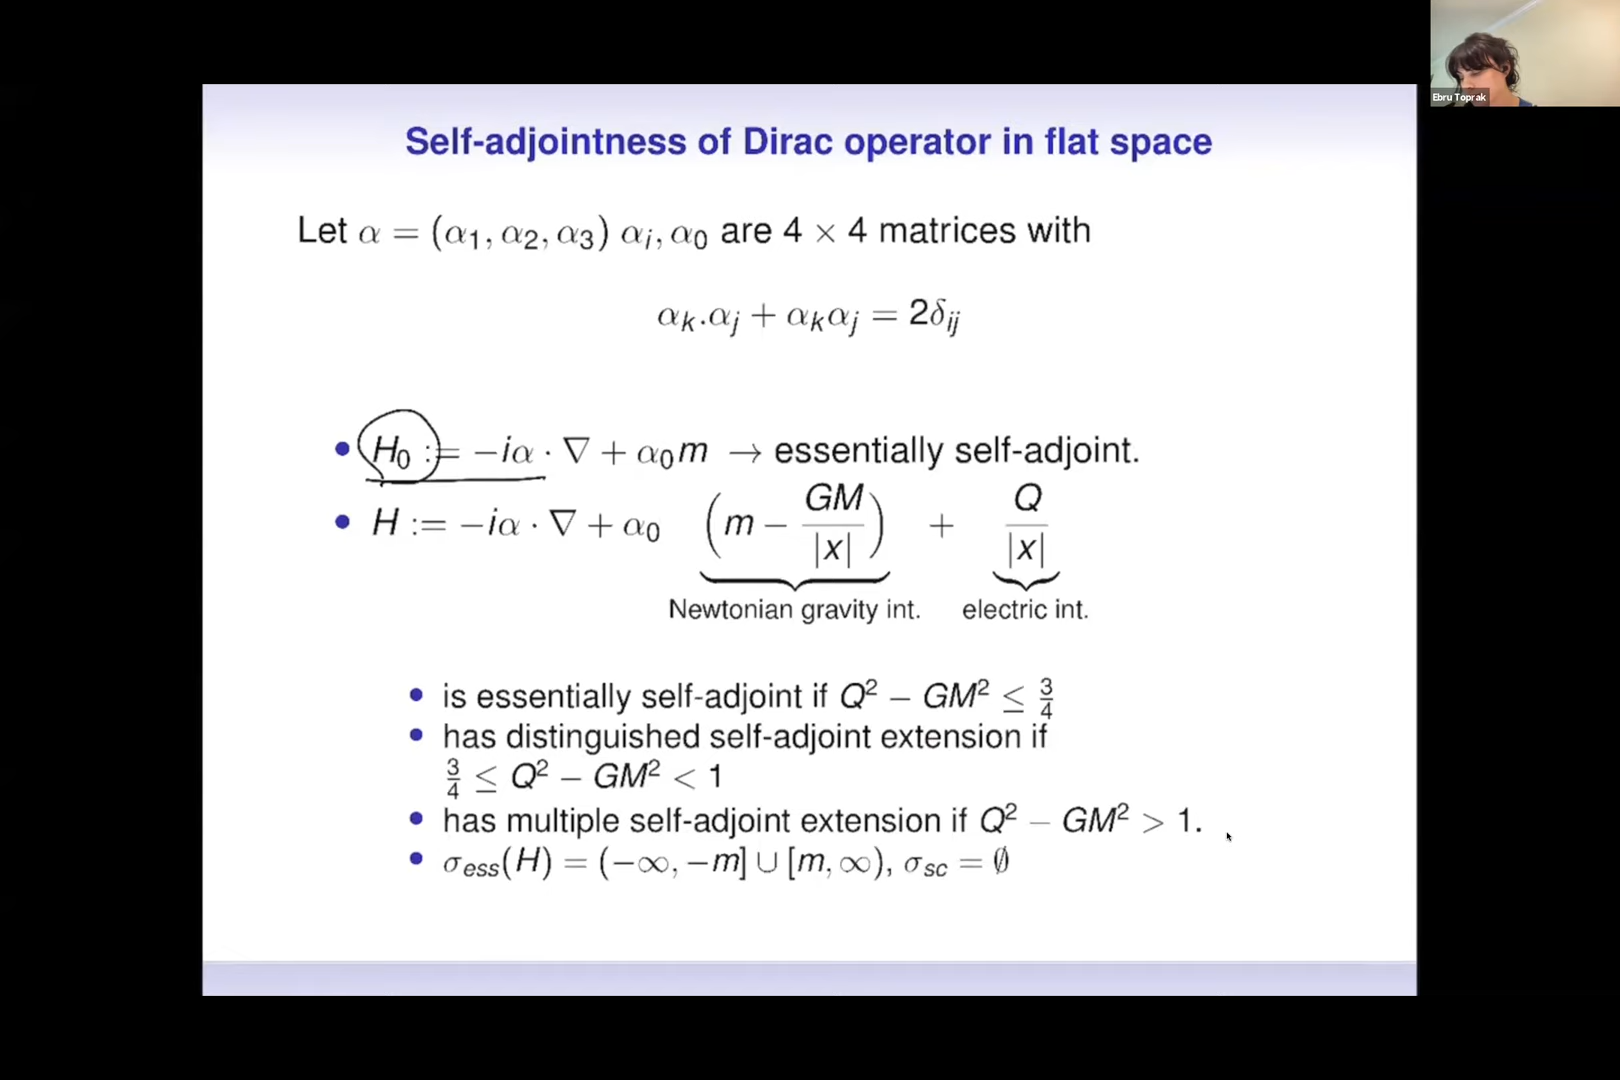 Ebru Toprak
Self-adjointness of Dirac operator in flat space
Let α = (α₁, α₂, α₃) αᵢ, α₀ are 4 × 4 matrices with
αₖ.αⱼ + αₖαⱼ = 2δᵢⱼ
• H₀ := −iα · ∇ + α₀m → essentially self-adjoint.
• H := −iα · ∇ + α₀ (m − GM/|x|) + Q/|x|
Newtonian gravity int. electric int.
• is essentially self-adjoint if Q² − GM² ≤ 3/4
• has distinguished self-adjoint extension if
3/4 ≤ Q² − GM² < 1
• has multiple self-adjoint extension if Q² − GM² > 1.
• σess(H) = (−∞, −m] ∪ [m, ∞), σsc = ∅